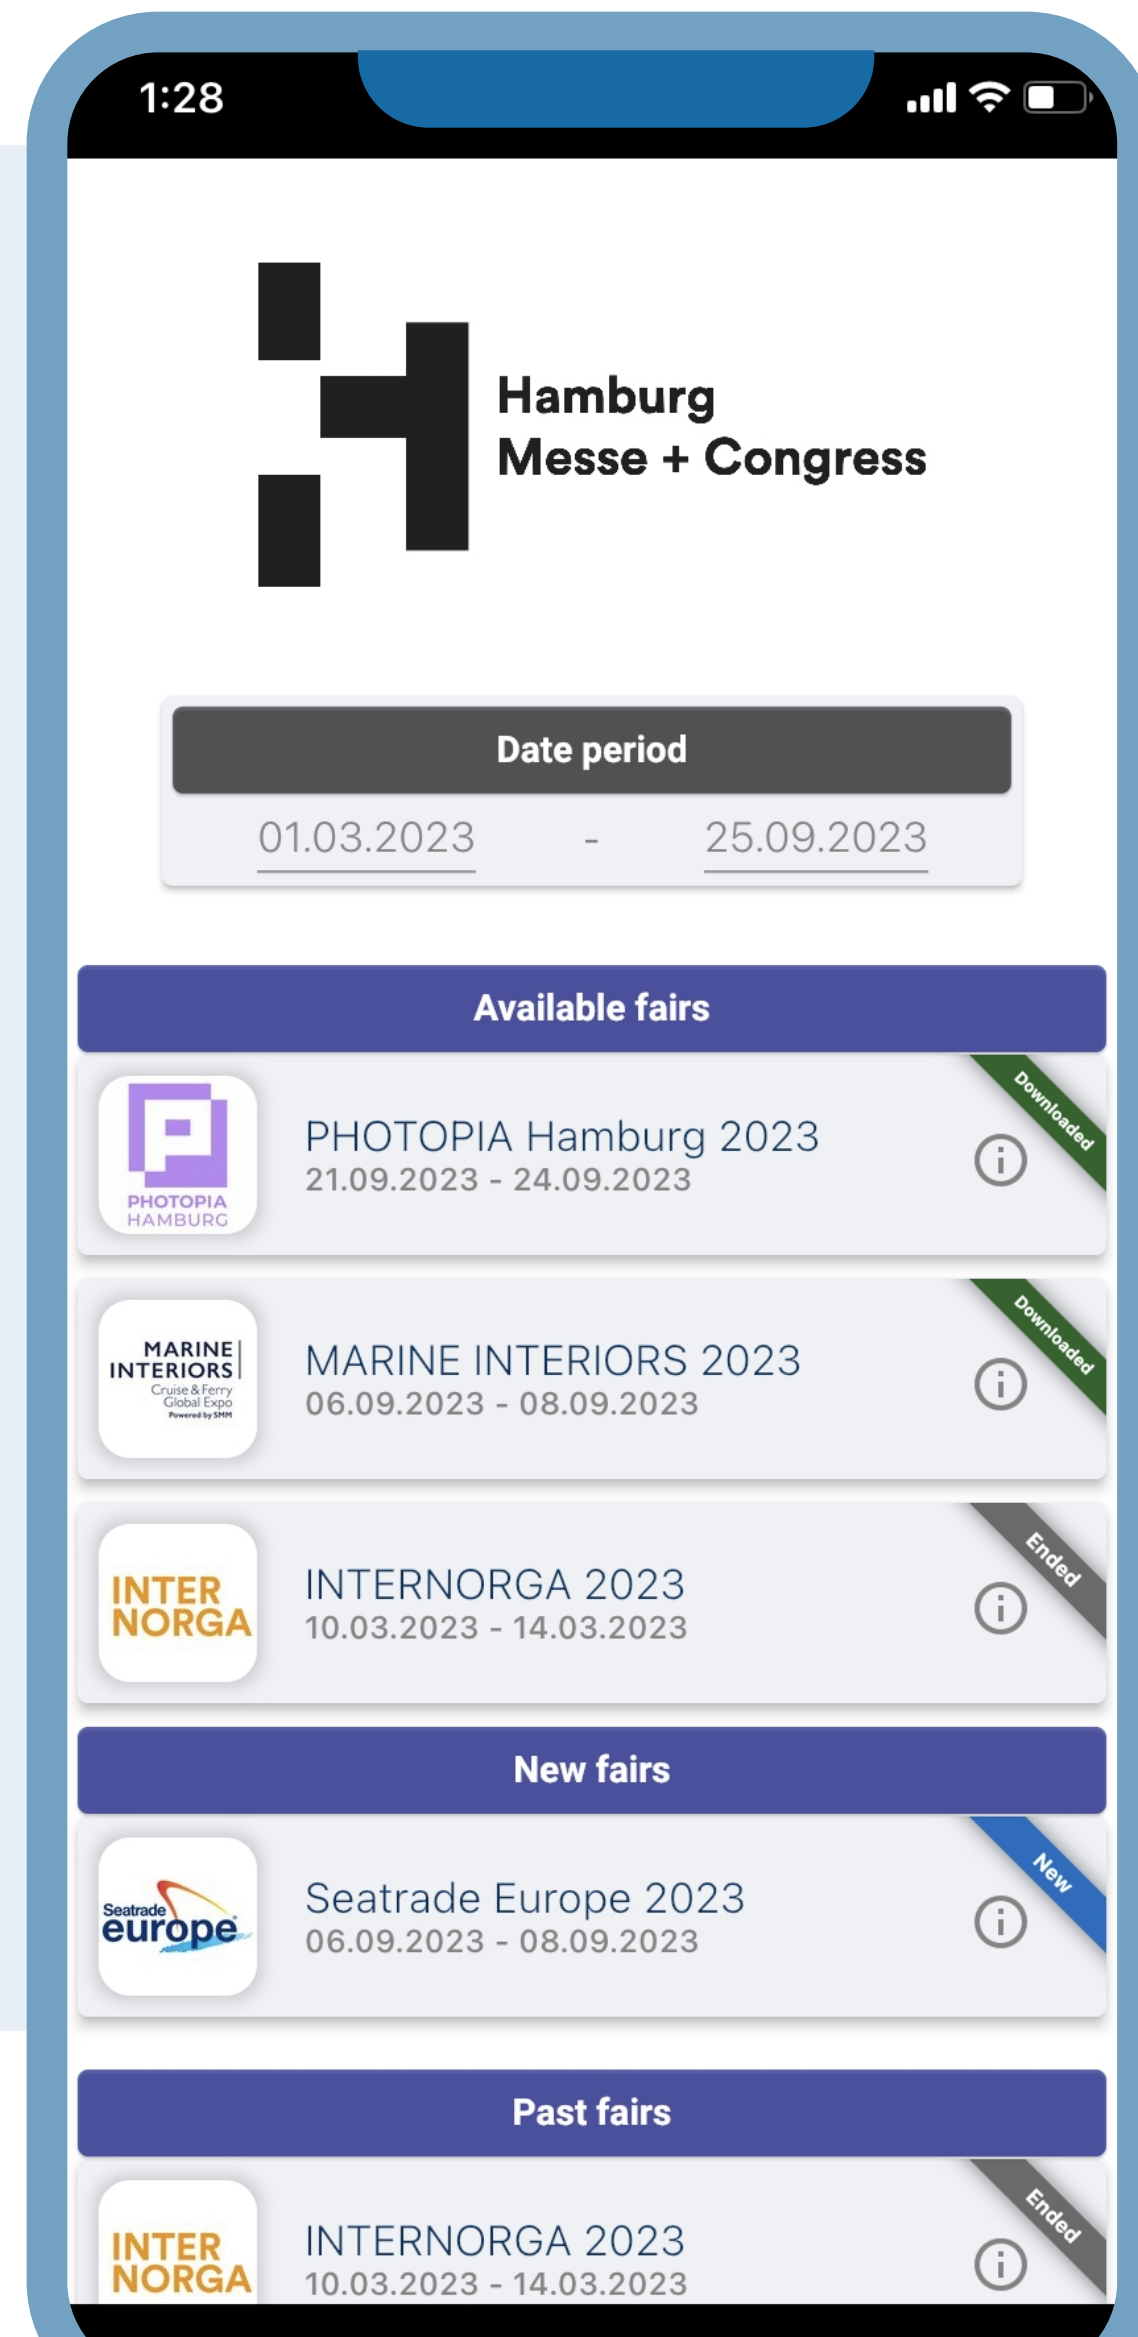 1:28
Hamburg
Messe + Congress
Date period
01.03.2023 - 25.09.2023
Available fairs
PHOTOPIA
HAMBURG
PHOTOPIA Hamburg 2023
21.09.2023 - 24.09.2023
Downloaded
MARINE
INTERIORS
Cruise & Ferry
Global Expo
Powered by SMM
MARINE INTERIORS 2023
06.09.2023 - 08.09.2023
Downloaded
INTER
NORGA
INTERNORGA 2023
10.03.2023 - 14.03.2023
Ended
New fairs
Seatrade
europe
Seatrade Europe 2023
06.09.2023 - 08.09.2023
New
Past fairs
INTER
NORGA
INTERNORGA 2023
10.03.2023 - 14.03.2023
Ended